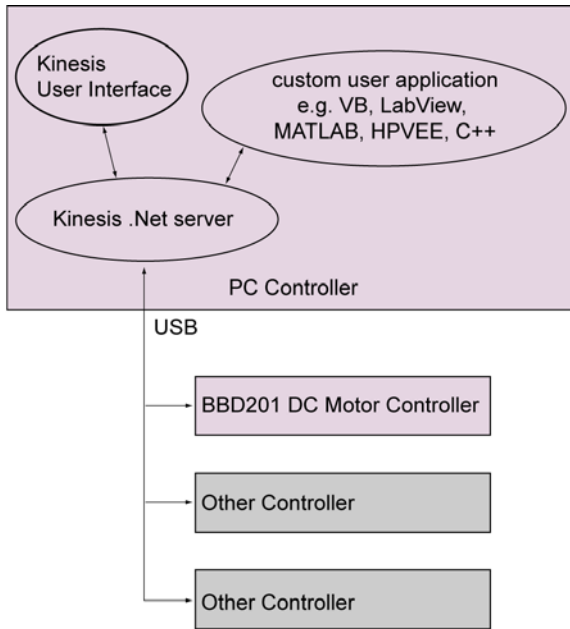 Kinesis
User Interface
custom user application
e.g. VB, LabView,
MATLAB, HPVEE, C++
Kinesis .Net server
PC Controller
USB
BBD201 DC Motor Controller
Other Controller
Other Controller